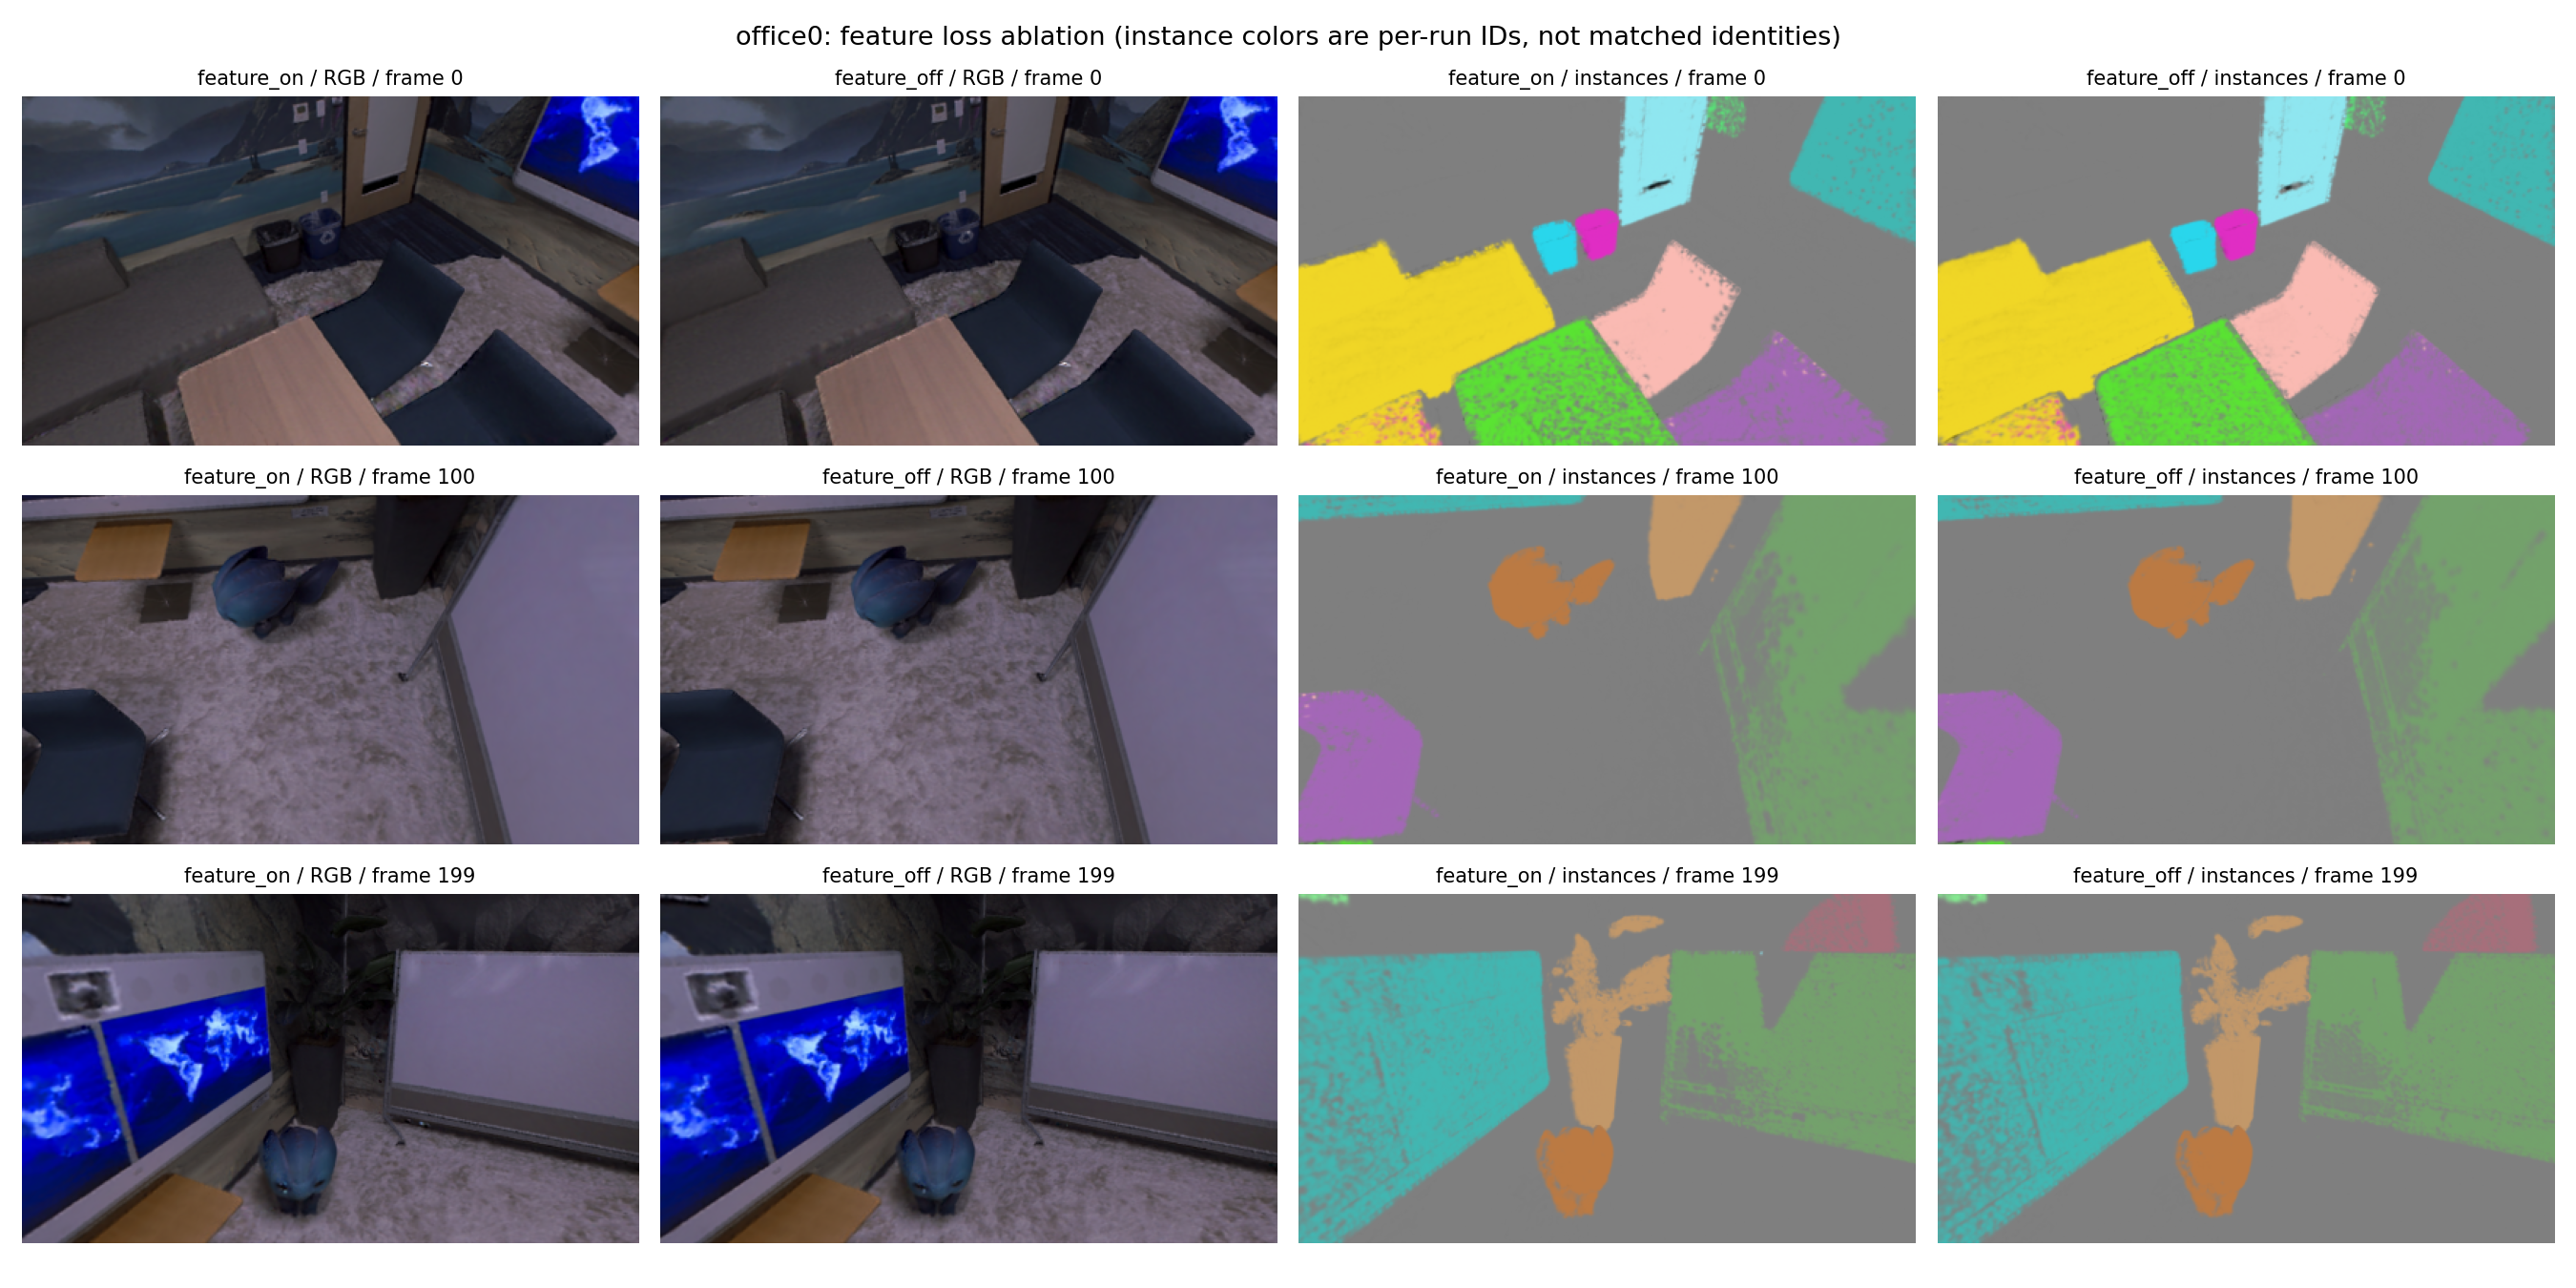 office0: feature loss ablation (instance colors are per-run IDs, not matched identities)
feature_on / RGB / frame 0
feature_off / RGB / frame 0
feature_on / instances / frame 0
feature_off / instances / frame 0
feature_on / RGB / frame 100
feature_off / RGB / frame 100
feature_on / instances / frame 100
feature_off / instances / frame 100
feature_on / RGB / frame 199
feature_off / RGB / frame 199
feature_on / instances / frame 199
feature_off / instances / frame 199